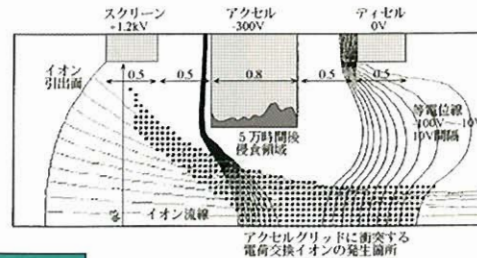 スクリーン
+1.2kV
アクセル
-300V
ディセル
0V
イオン
引出面
0.5
0.5
0.8
0.5
0.5
等電位線
-100V～-10V
10V間隔
5万時間後
侵食領域
イオン流線
アクセルグリッドに衝突する
電荷交換イオンの発生箇所